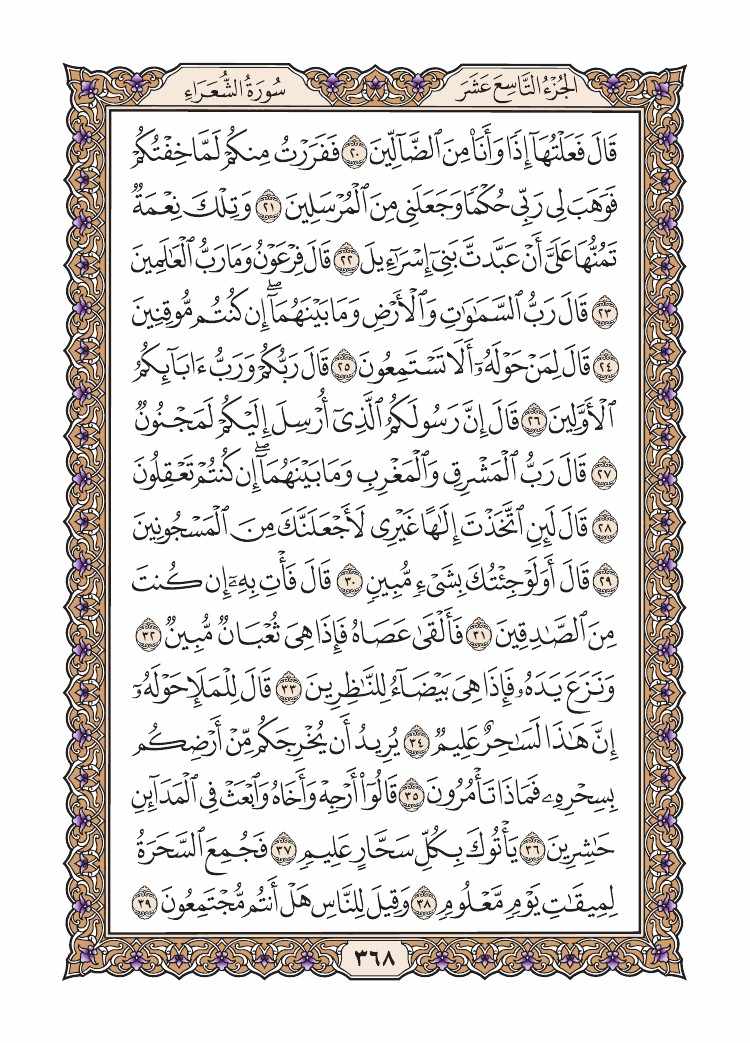 الجُزْءُ التَّاسِعَ عَشَرَ
سُورَةُ الشُّعَرَاءِ
قَالَ فَعَلْتُهَآ إِذٗا وَأَنَا۠ مِنَ ٱلضَّآلِّينَ ٢٠ فَفَرَرْتُ مِنكُمْ لَمَّا خِفْتُكُمْ
فَوَهَبَ لِي رَبِّي حُكْمٗا وَجَعَلَنِي مِنَ ٱلْمُرْسَلِينَ ٢١ وَتِلْكَ نِعْمَةٞ
تَمُنُّهَا عَلَيَّ أَنْ عَبَّدتَّ بَنِيٓ إِسْرَٰٓءِيلَ ٢٢ قَالَ فِرْعَوْنُ وَمَا رَبُّ ٱلْعَٰلَمِينَ
٢٣ قَالَ رَبُّ ٱلسَّمَٰوَٰتِ وَٱلْأَرْضِ وَمَا بَيْنَهُمَآۖ إِن كُنتُم مُّوقِنِينَ
٢٤ قَالَ لِمَنْ حَوْلَهُۥٓ أَلَا تَسْتَمِعُونَ ٢٥ قَالَ رَبُّكُمْ وَرَبُّ ءَابَآئِكُمُ
ٱلْأَوَّلِينَ ٢٦ قَالَ إِنَّ رَسُولَكُمُ ٱلَّذِيٓ أُرْسِلَ إِلَيْكُمْ لَمَجْنُونٞ
٢٧ قَالَ رَبُّ ٱلْمَشْرِقِ وَٱلْمَغْرِبِ وَمَا بَيْنَهُمَآۖ إِن كُنتُمْ تَعْقِلُونَ
٢٨ قَالَ لَئِنِ ٱتَّخَذْتَ إِلَٰهًا غَيْرِي لَأَجْعَلَنَّكَ مِنَ ٱلْمَسْجُونِينَ
٢٩ قَالَ أَوَلَوْ جِئْتُكَ بِشَيْءٖ مُّبِينٖ ٣٠ قَالَ فَأْتِ بِهِۦٓ إِن كُنتَ
مِنَ ٱلصَّٰدِقِينَ ٣١ فَأَلْقَىٰ عَصَاهُ فَإِذَا هِيَ ثُعْبَانٞ مُّبِينٞ ٣٢
وَنَزَعَ يَدَهُۥ فَإِذَا هِيَ بَيْضَآءُ لِلنَّٰظِرِينَ ٣٣ قَالَ لِلْمَلَإِ حَوْلَهُۥٓ
إِنَّ هَٰذَا لَسَٰحِرٌ عَلِيمٞ ٣٤ يُرِيدُ أَن يُخْرِجَكُم مِّنْ أَرْضِكُم
بِسِحْرِهِۦ فَمَاذَا تَأْمُرُونَ ٣٥ قَالُوٓا۟ أَرْجِهْ وَأَخَاهُ وَٱبْعَثْ فِي ٱلْمَدَآئِنِ
حَٰشِرِينَ ٣٦ يَأْتُوكَ بِكُلِّ سَحَّارٍ عَلِيمٖ ٣٧ فَجُمِعَ ٱلسَّحَرَةُ
لِمِيقَٰتِ يَوْمٖ مَّعْلُومٖ ٣٨ وَقِيلَ لِلنَّاسِ هَلْ أَنتُم مُّجْتَمِعُونَ ٣٩
٣٦٨